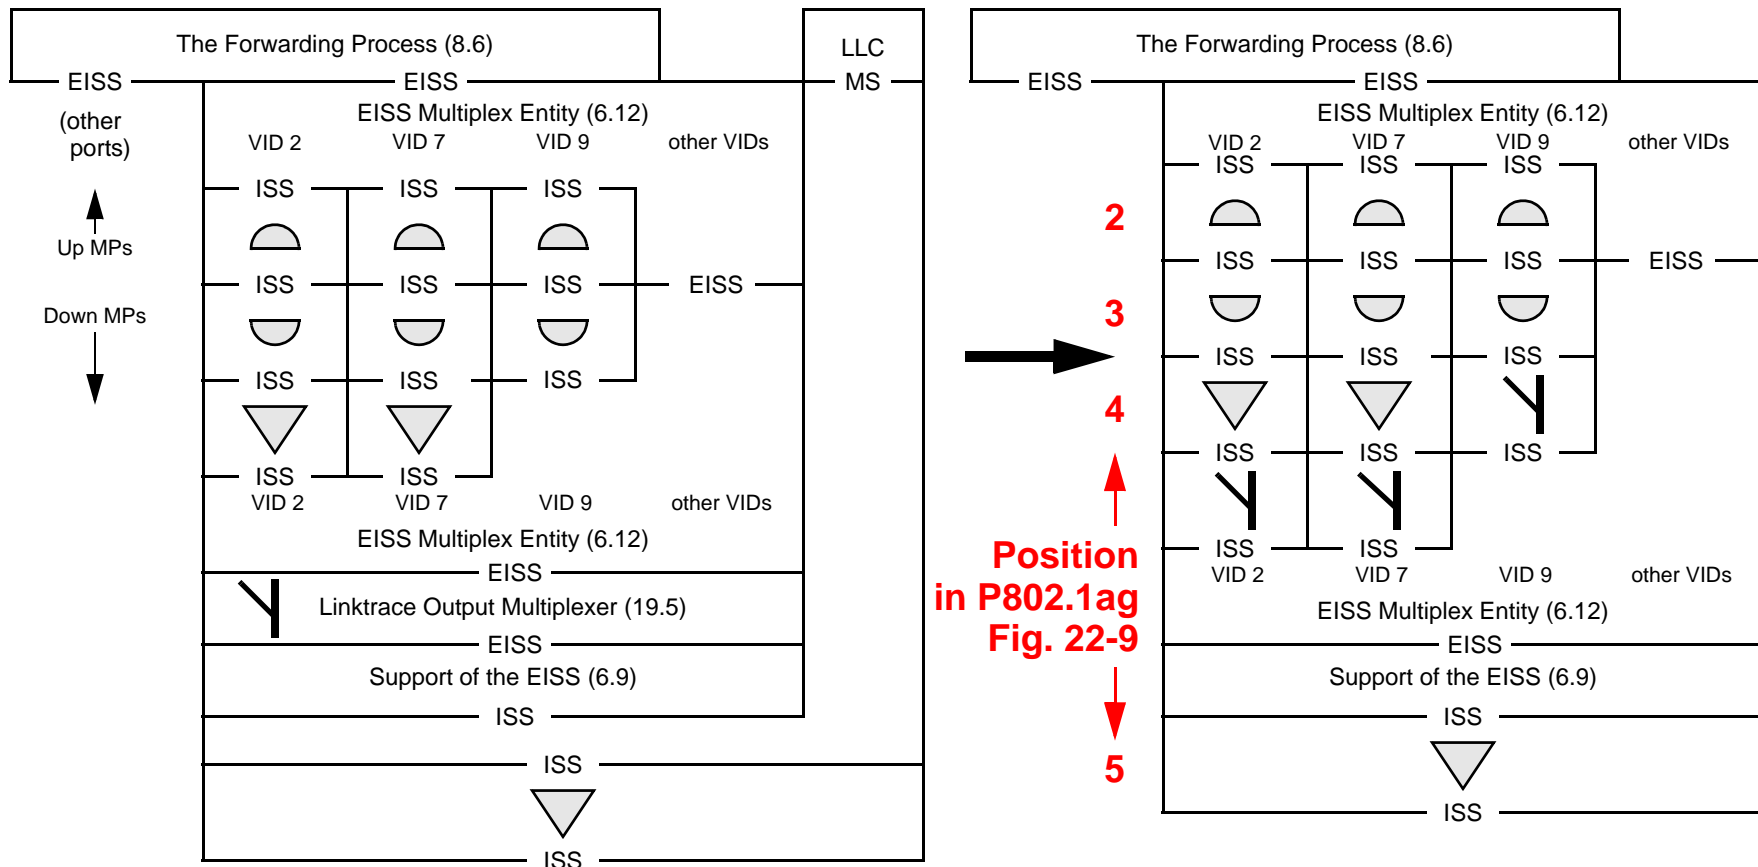 The Forwarding Process (8.6)
LLC
EISS
EISS
MS
(other
ports)
EISS Multiplex Entity (6.12)
VID 2
VID 7
VID 9
other VIDs
ISS
ISS
ISS
Up MPs
ISS
ISS
ISS
EISS
Down MPs
ISS
ISS
ISS
ISS
ISS
VID 2
VID 7
VID 9
other VIDs
EISS Multiplex Entity (6.12)
EISS
Linktrace Output Multiplexer (19.5)
EISS
Support of the EISS (6.9)
ISS
ISS
ISS
The Forwarding Process (8.6)
EISS
EISS
EISS Multiplex Entity (6.12)
VID 2
VID 7
VID 9
other VIDs
ISS
ISS
ISS
2
ISS
ISS
ISS
EISS
3
ISS
ISS
ISS
4
ISS
ISS
ISS
Position
in P802.1ag
Fig. 22-9
ISS
ISS
VID 2
VID 7
VID 9
other VIDs
EISS Multiplex Entity (6.12)
EISS
Support of the EISS (6.9)
ISS
5
ISS